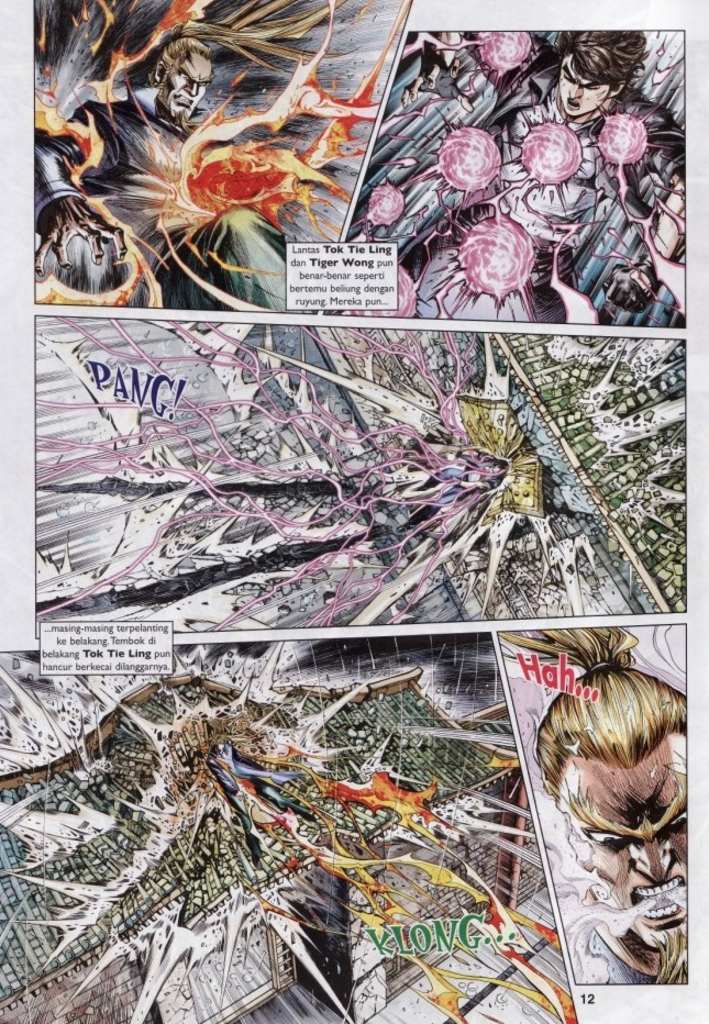 Lantas Tok Tie Ling
dan Tiger Wong pun
benar-benar seperti
bertemu beliung dengan
ruyung. Mereka pun...
PANG!
...masing-masing terpelanting
ke belakang. Tembok di
belakang Tok Tie Ling pun
hancur berkecai dilanggarnya.
Hah...
KLONG...
12